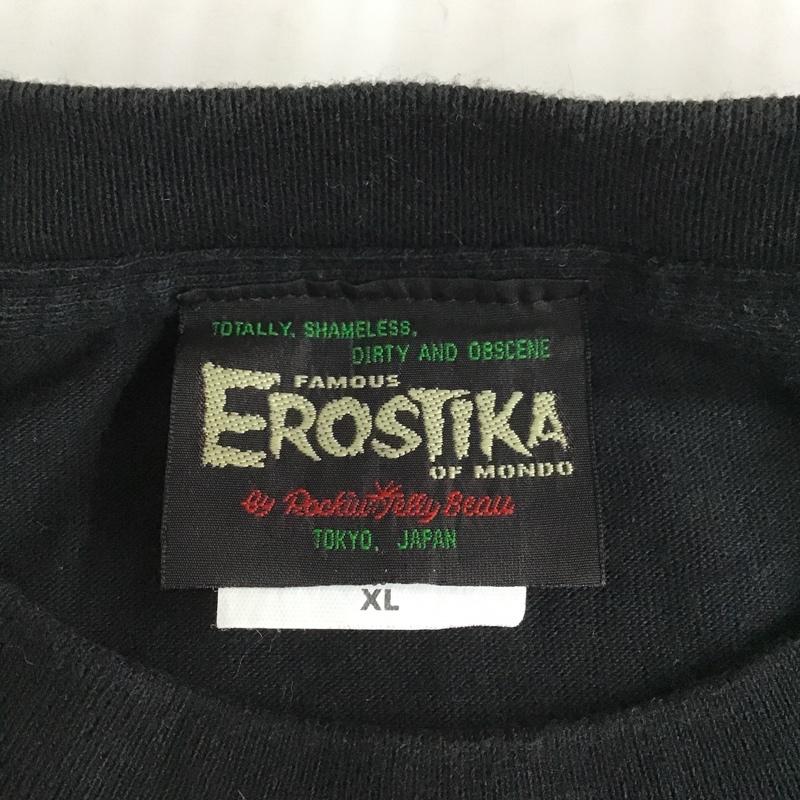 TOTALLY, SHAMELESS,
DIRTY AND OBSCENE
FAMOUS
EROSTIKA
OF MONDO
by Rockin' Jelly Bean
TOKYO, JAPAN
XL